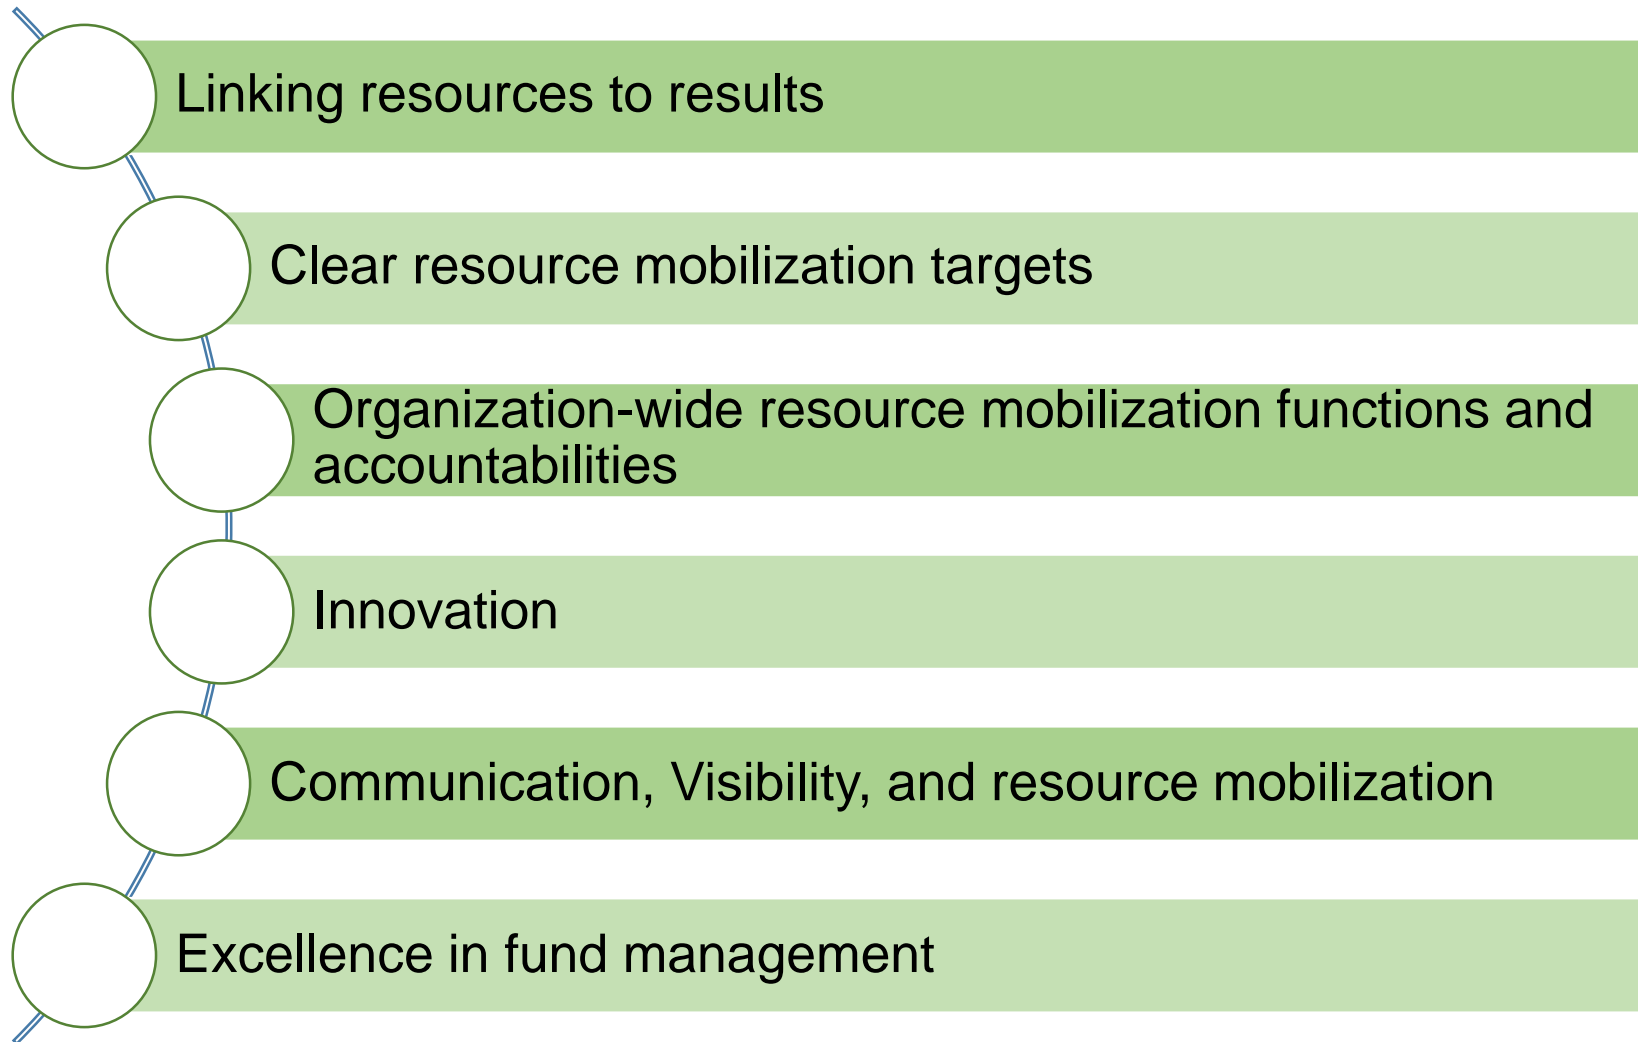 Linking resources to results
Clear resource mobilization targets
Organization-wide resource mobilization functions and
accountabilities
Innovation
Communication, Visibility, and resource mobilization
Excellence in fund management